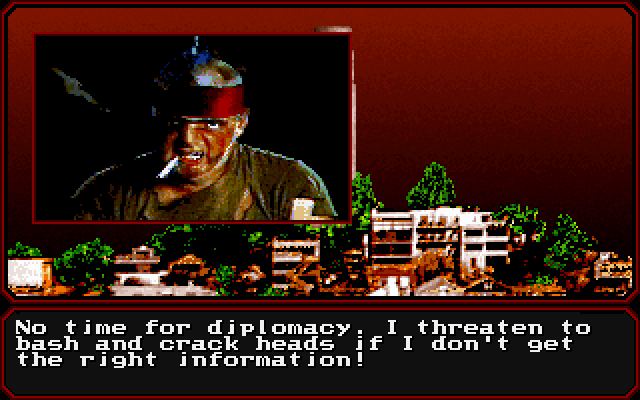 No time for diplomacy. I threaten to
bash and crack heads if I don't get
the right information!